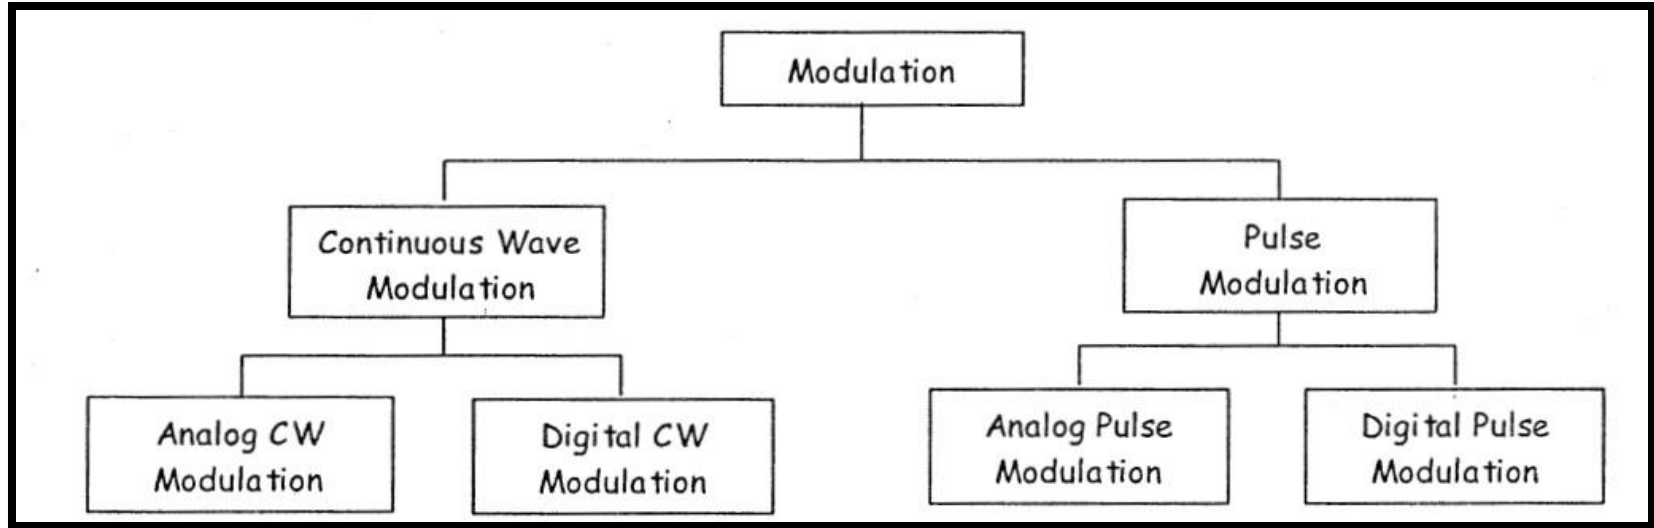 Modulation
Continuous Wave
Modulation
Pulse
Modulation
Analog CW
Modulation
Digital CW
Modulation
Analog Pulse
Modulation
Digital Pulse
Modulation